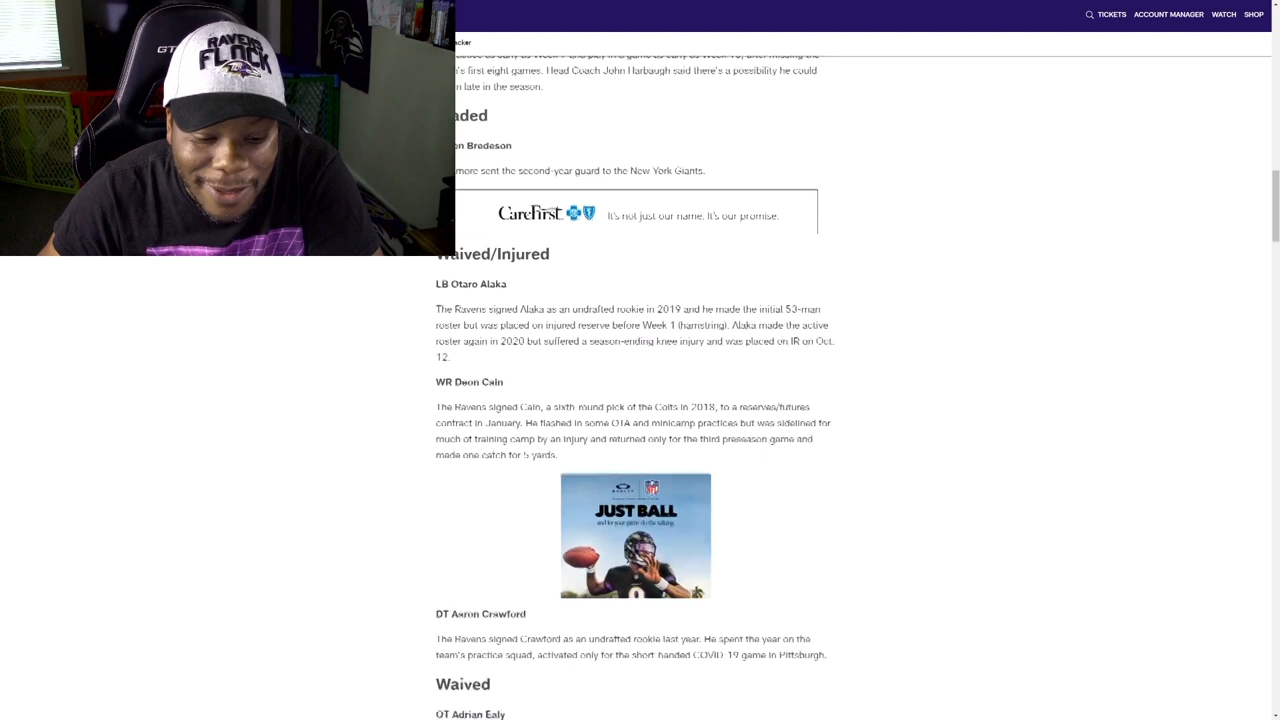 TICKETS ACCOUNT MANAGER WATCH SHOP
RAVENS
FLOCK
GT
first eight games. Head Coach John Harbaugh said there's a possibility he could
late in the season.
Bredeson
sent the second-year guard to the New York Giants.
CareFirst It's not just our name. It's our promise.
Waived/Injured
LB Otaro Alaka
The Ravens signed Alaka as an undrafted rookie in 2019 and he made the initial 53-man
roster but was placed on injured reserve before Week 1 (hamstring). Alaka made the active
roster again in 2020 but suffered a season-ending knee injury and was placed on IR on Oct.
12.
WR Deon Cain
The Ravens signed Cain, a sixth-round pick of the Colts in 2018, to a reserves/futures
contract in January. He flashed in some OTA and minicamp practices but was sidelined for
much of training camp by an injury and returned only for the third preseason game and
made one catch for 5 yards.
OAKLEY NFL
JUST BALL
and let your game do the talking.
DT Aaron Crawford
The Ravens signed Crawford as an undrafted rookie last year. He spent the year on the
team's practice squad, activated only for the short-handed COVID-19 game in Pittsburgh.
Waived
OT Adrian Ealy